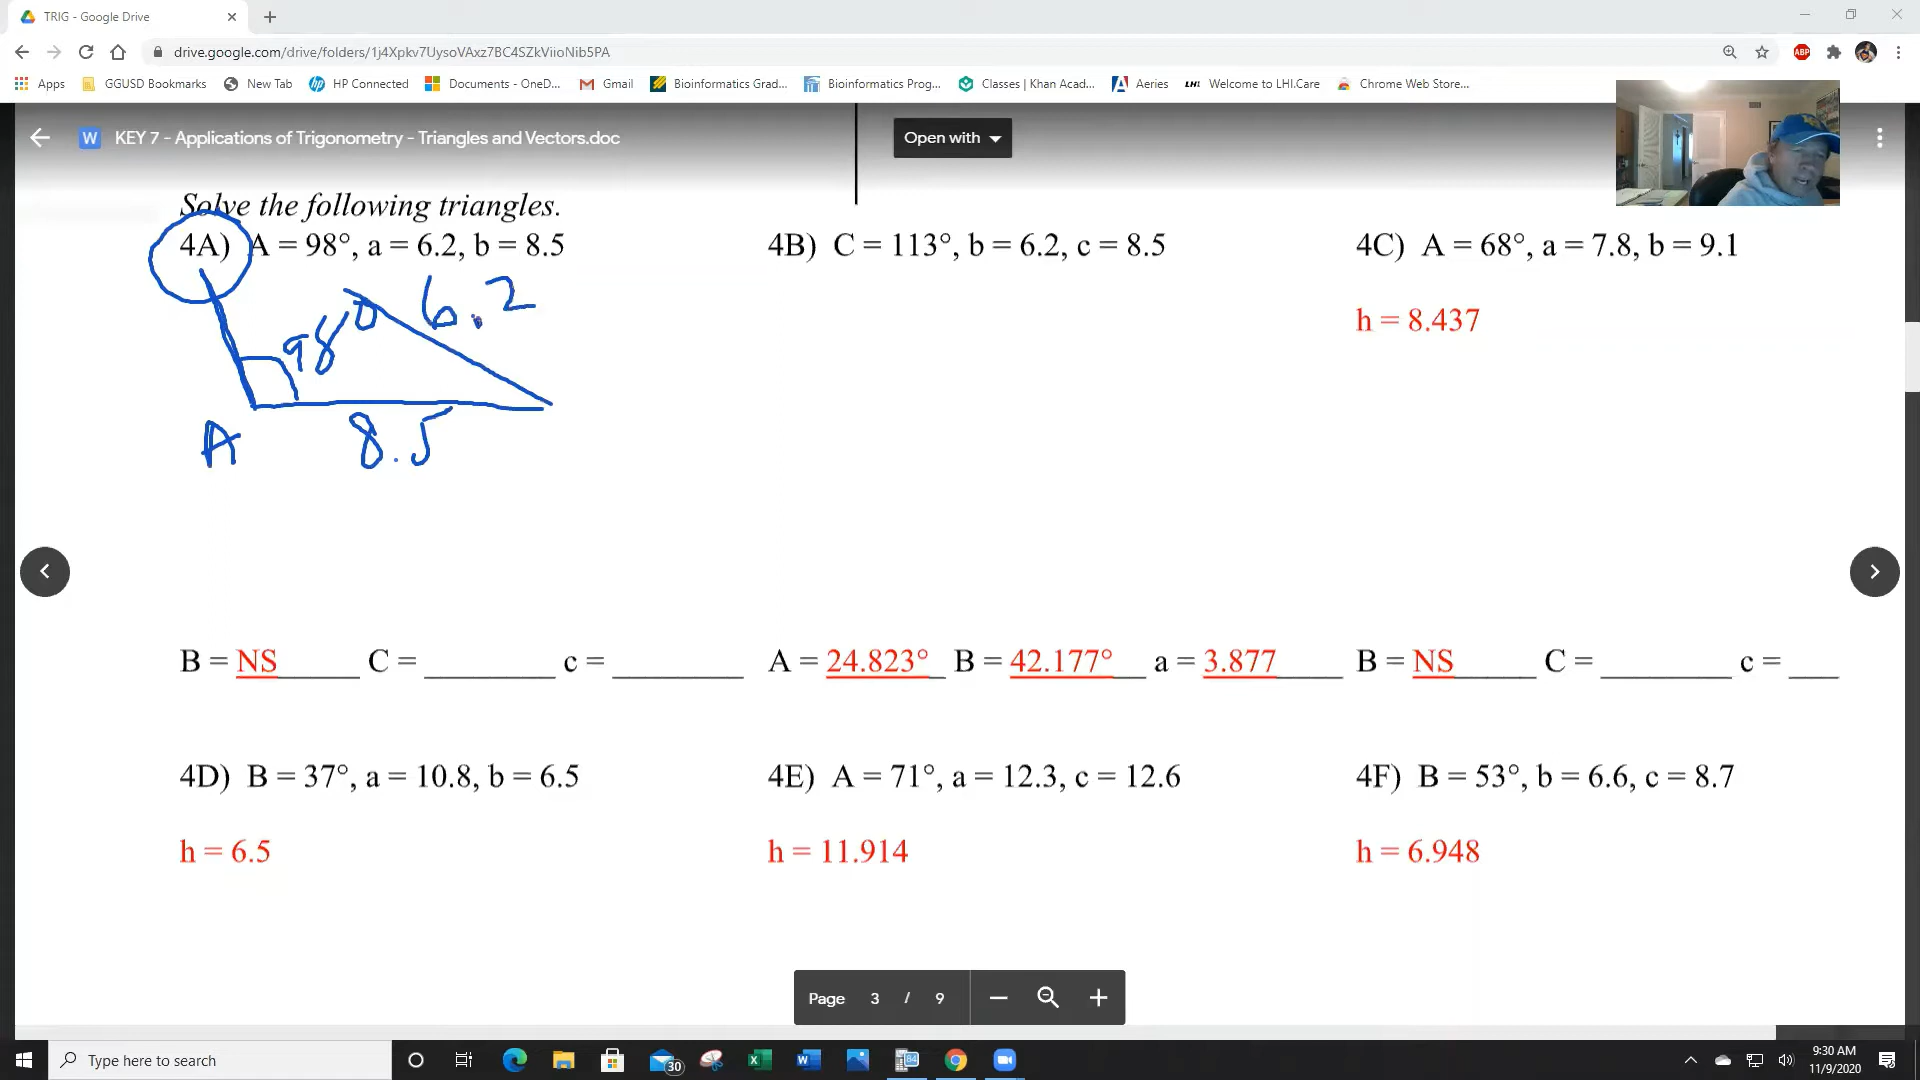 TRIG - Google Drive
drive.google.com/drive/folders/1j4Xpkv7UysoVAxz7BC4SZkViioNib5PA
ABP
Apps GGUSD Bookmarks New Tab HP Connected Documents - OneD... Gmail Bioinformatics Grad... Bioinformatics Prog... Classes | Khan Acad... Aeries LHI Welcome to LHI.Care Chrome Web Store...
W KEY 7 - Applications of Trigonometry - Triangles and Vectors.doc
Open with
Solve the following triangles.
4A) A = 98°, a = 6.2, b = 8.5
4B) C = 113°, b = 6.2, c = 8.5
4C) A = 68°, a = 7.8, b = 9.1
h = 8.437
6.2
98°
A
8.5
B = NS C = c =
A = 24.823° B = 42.177° a = 3.877
B = NS C = c =
4D) B = 37°, a = 10.8, b = 6.5
4E) A = 71°, a = 12.3, c = 12.6
4F) B = 53°, b = 6.6, c = 8.7
h = 6.5
h = 11.914
h = 6.948
Page 3 / 9
Type here to search
30
84
9:30 AM
11/9/2020